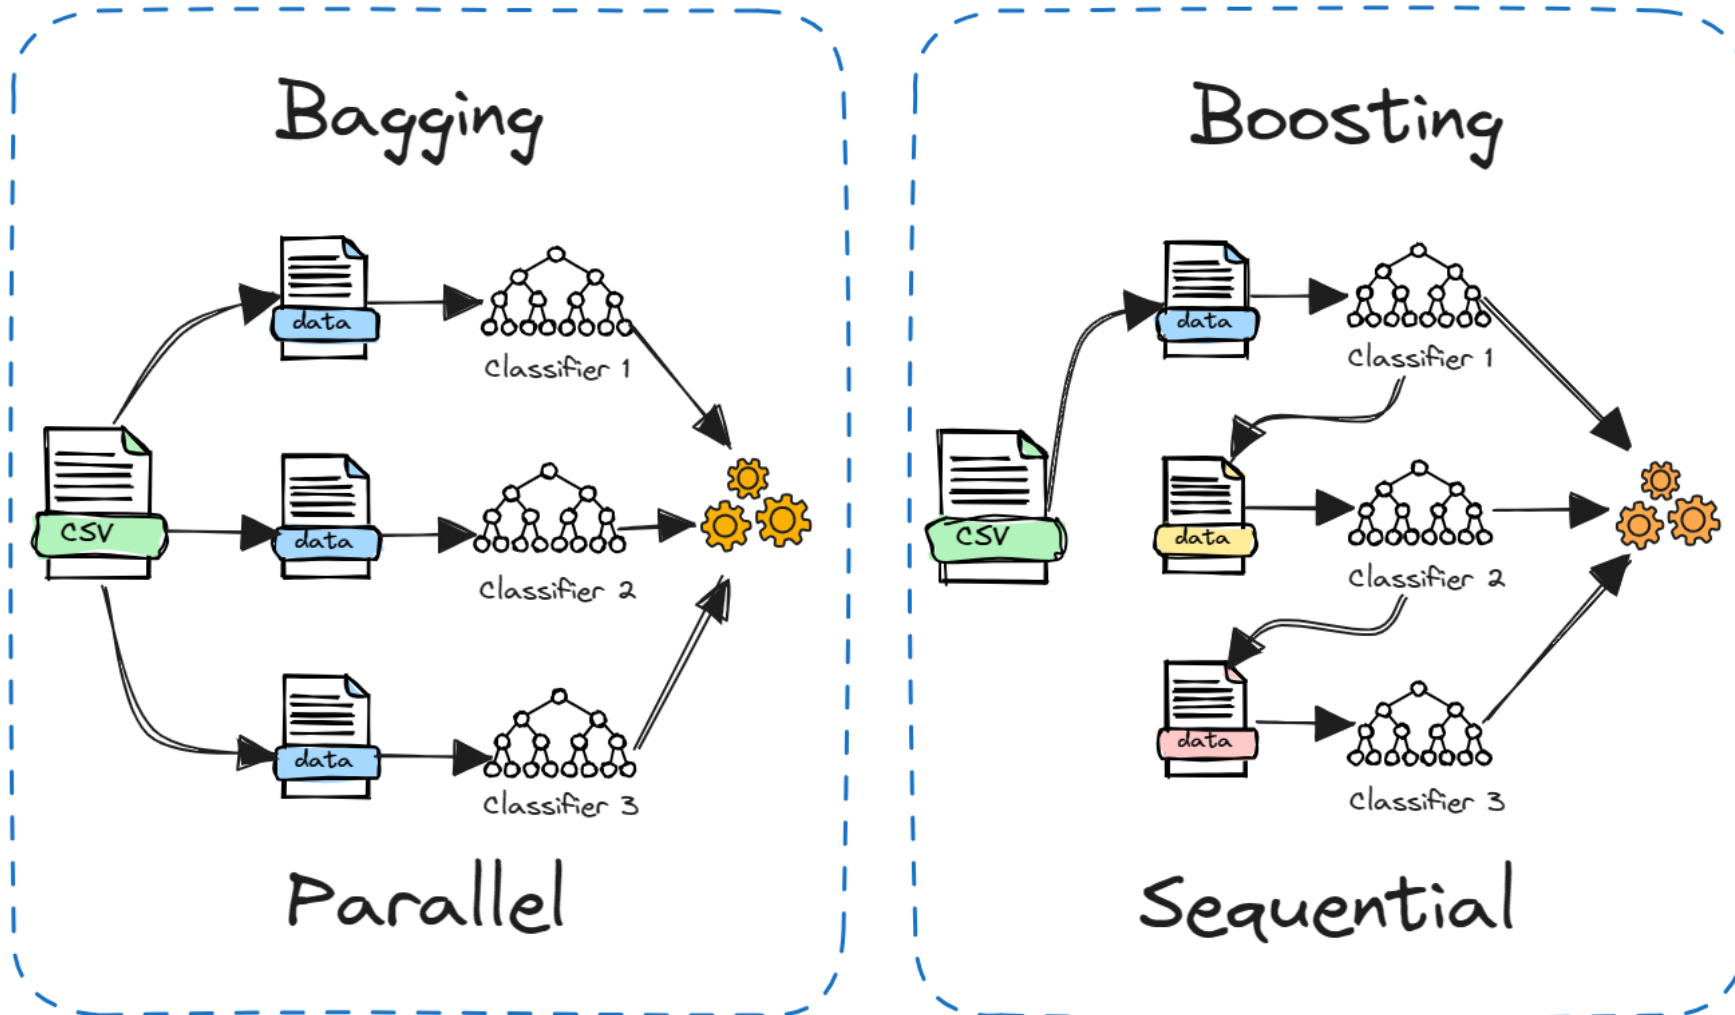 Bagging
data
Classifier 1
CSV
data
Classifier 2
data
Classifier 3
Parallel
Boosting
data
Classifier 1
CSV
data
Classifier 2
data
Classifier 3
Sequential